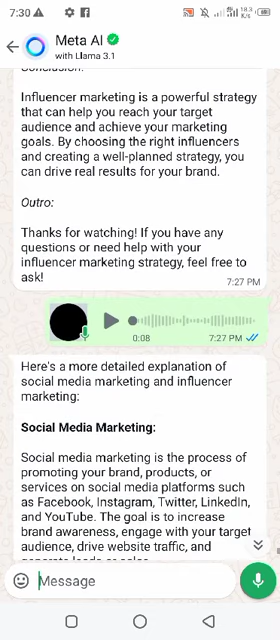 7:30
18.3
K/s
Meta AI
with Llama 3.1
Conclusion:
Influencer marketing is a powerful strategy
that can help you reach your target
audience and achieve your marketing
goals. By choosing the right influencers
and creating a well-planned strategy, you
can drive real results for your brand.
Outro:
Thanks for watching! If you have any
questions or need help with your
influencer marketing strategy, feel free to
ask!
7:27 PM
0:08
7:27 PM
Here's a more detailed explanation of
social media marketing and influencer
marketing:
Social Media Marketing:
Social media marketing is the process of
promoting your brand, products, or
services on social media platforms such
as Facebook, Instagram, Twitter, LinkedIn,
and YouTube. The goal is to increase
brand awareness, engage with your target
audience, drive website traffic, and
generate leads or sales.
Message